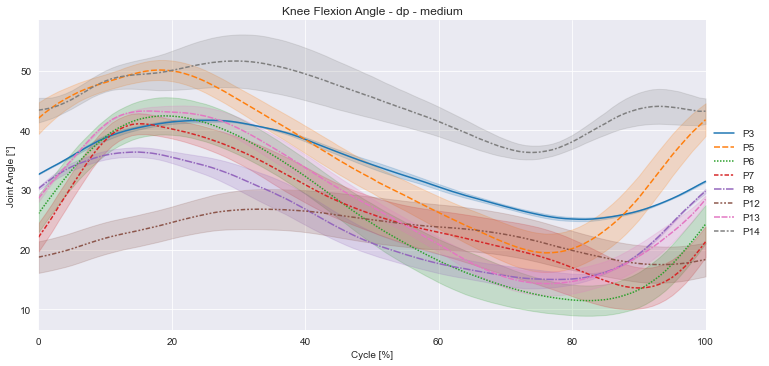 Knee Flexion Angle - dp - medium
Joint Angle [°]
50
40
30
20
10
0
20
40
60
80
100
Cycle [%]
P3
P5
P6
P7
P8
P12
P13
P14